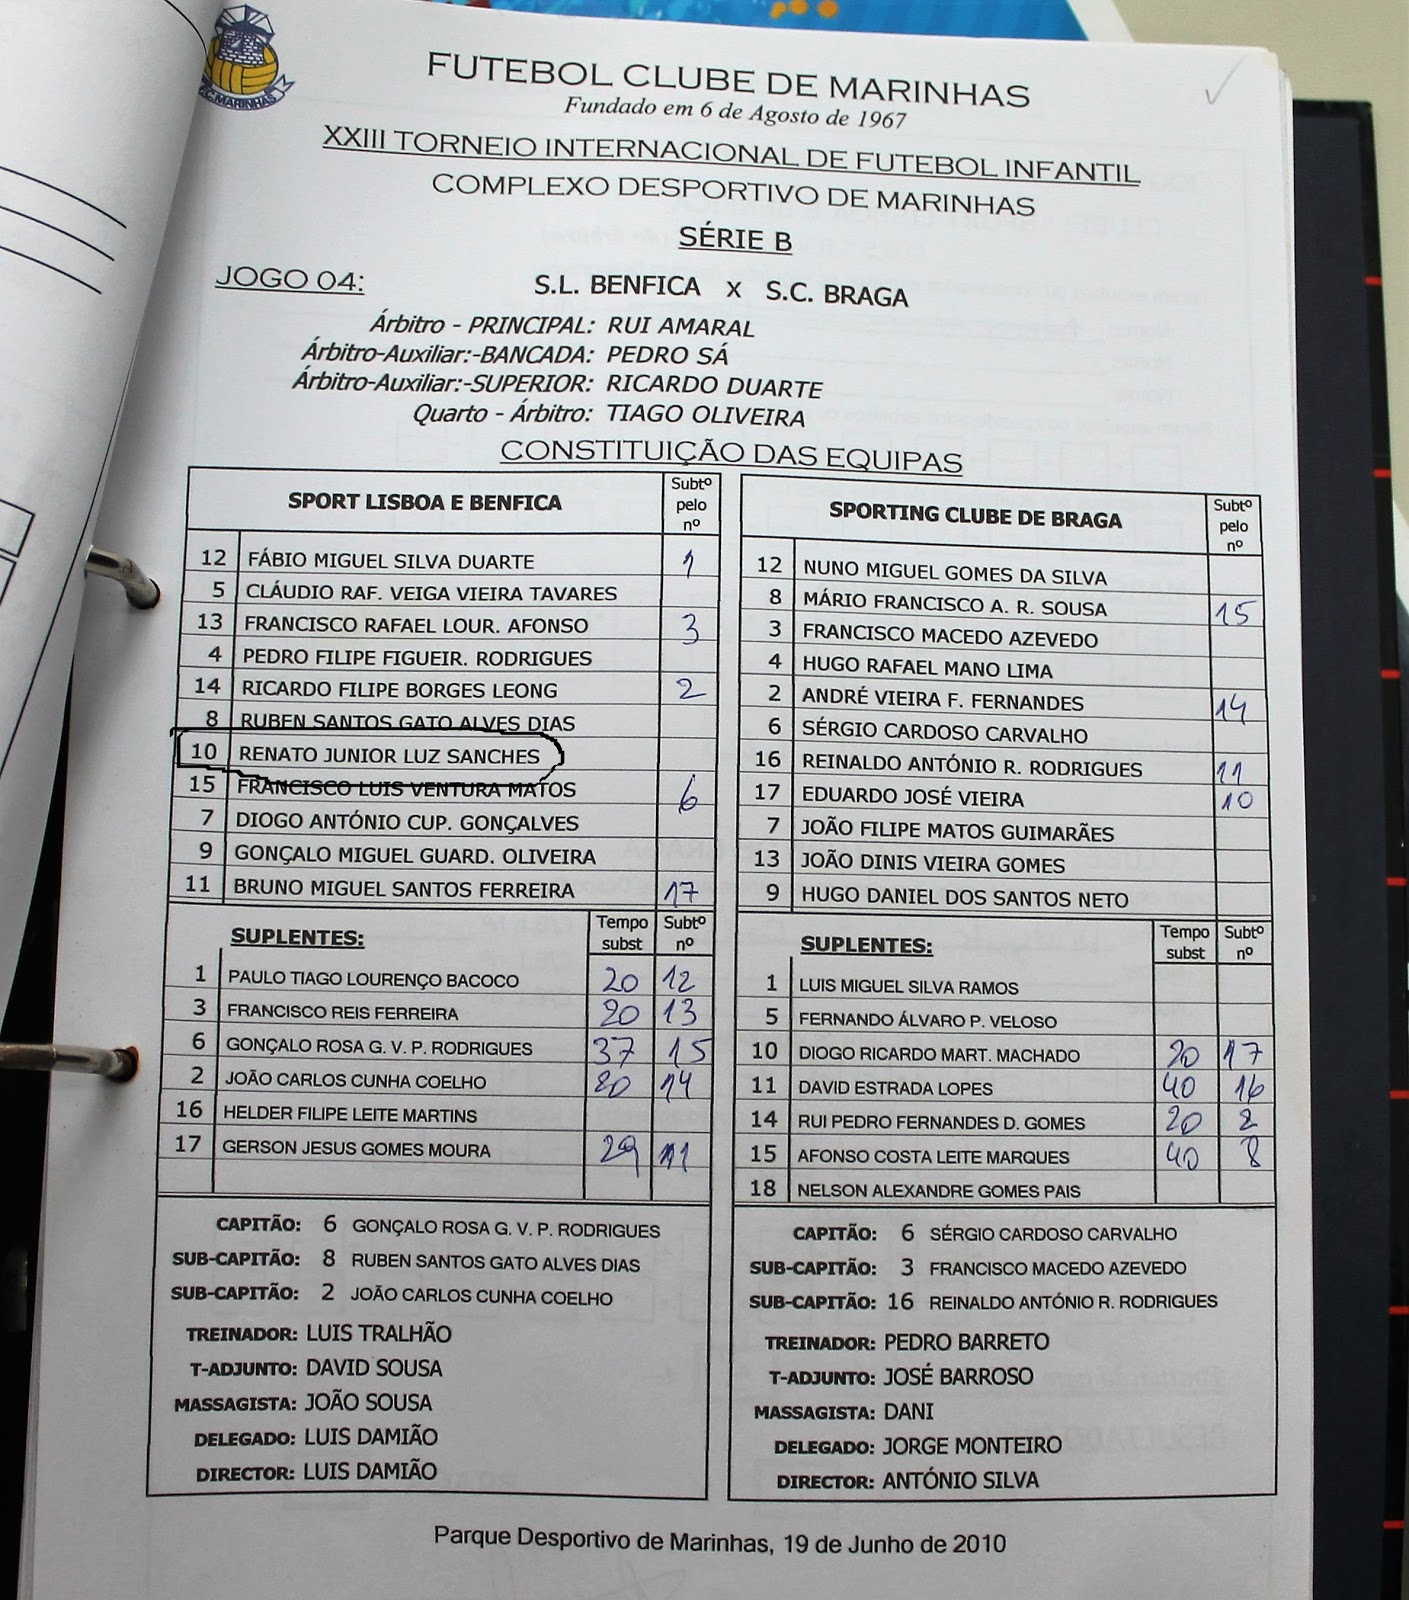 F.C. MARINHAS
FUTEBOL CLUBE DE MARINHAS
Fundado em 6 de Agosto de 1967
XXIII TORNEIO INTERNACIONAL DE FUTEBOL INFANTIL
COMPLEXO DESPORTIVO DE MARINHAS
SÉRIE B
JOGO 04: S.L. BENFICA X S.C. BRAGA
Árbitro - PRINCIPAL: RUI AMARAL
Árbitro-Auxiliar:-BANCADA: PEDRO SÁ
Árbitro-Auxiliar:-SUPERIOR: RICARDO DUARTE
Quarto - Árbitro: TIAGO OLIVEIRA
CONSTITUIÇÃO DAS EQUIPAS
SPORT LISBOA E BENFICA
Subtº
pelo
nº
12 FÁBIO MIGUEL SILVA DUARTE 1
5 CLÁUDIO RAF. VEIGA VIEIRA TAVARES
13 FRANCISCO RAFAEL LOUR. AFONSO 3
4 PEDRO FILIPE FIGUEIR. RODRIGUES
14 RICARDO FILIPE BORGES LEONG 2
8 RUBEN SANTOS GATO ALVES DIAS
10 RENATO JUNIOR LUZ SANCHES
15 FRANCISCO LUIS VENTURA MATOS 6
7 DIOGO ANTÓNIO CUP. GONÇALVES
9 GONÇALO MIGUEL GUARD. OLIVEIRA
11 BRUNO MIGUEL SANTOS FERREIRA 17
SUPLENTES:
Tempo
subst
Subtº
nº
1 PAULO TIAGO LOURENÇO BACOCO 20 12
3 FRANCISCO REIS FERREIRA 20 13
6 GONÇALO ROSA G. V. P. RODRIGUES 37 15
2 JOÃO CARLOS CUNHA COELHO 20 14
16 HELDER FILIPE LEITE MARTINS
17 GERSON JESUS GOMES MOURA 29 11
CAPITÃO: 6 GONÇALO ROSA G. V. P. RODRIGUES
SUB-CAPITÃO: 8 RUBEN SANTOS GATO ALVES DIAS
SUB-CAPITÃO: 2 JOÃO CARLOS CUNHA COELHO
TREINADOR: LUIS TRALHÃO
T-ADJUNTO: DAVID SOUSA
MASSAGISTA: JOÃO SOUSA
DELEGADO: LUIS DAMIÃO
DIRECTOR: LUIS DAMIÃO
SPORTING CLUBE DE BRAGA
Subtº
pelo
nº
12 NUNO MIGUEL GOMES DA SILVA
8 MÁRIO FRANCISCO A. R. SOUSA 15
3 FRANCISCO MACEDO AZEVEDO
4 HUGO RAFAEL MANO LIMA
2 ANDRÉ VIEIRA F. FERNANDES 14
6 SÉRGIO CARDOSO CARVALHO
16 REINALDO ANTÓNIO R. RODRIGUES 11
17 EDUARDO JOSÉ VIEIRA 10
7 JOÃO FILIPE MATOS GUIMARÃES
13 JOÃO DINIS VIEIRA GOMES
9 HUGO DANIEL DOS SANTOS NETO
SUPLENTES:
Tempo
subst
Subtº
nº
1 LUIS MIGUEL SILVA RAMOS
5 FERNANDO ÁLVARO P. VELOSO
10 DIOGO RICARDO MART. MACHADO 20 17
11 DAVID ESTRADA LOPES 40 16
14 RUI PEDRO FERNANDES D. GOMES 20 2
15 AFONSO COSTA LEITE MARQUES 40 8
18 NELSON ALEXANDRE GOMES PAIS
CAPITÃO: 6 SÉRGIO CARDOSO CARVALHO
SUB-CAPITÃO: 3 FRANCISCO MACEDO AZEVEDO
SUB-CAPITÃO: 16 REINALDO ANTÓNIO R. RODRIGUES
TREINADOR: PEDRO BARRETO
T-ADJUNTO: JOSÉ BARROSO
MASSAGISTA: DANI
DELEGADO: JORGE MONTEIRO
DIRECTOR: ANTÓNIO SILVA
Parque Desportivo de Marinhas, 19 de Junho de 2010